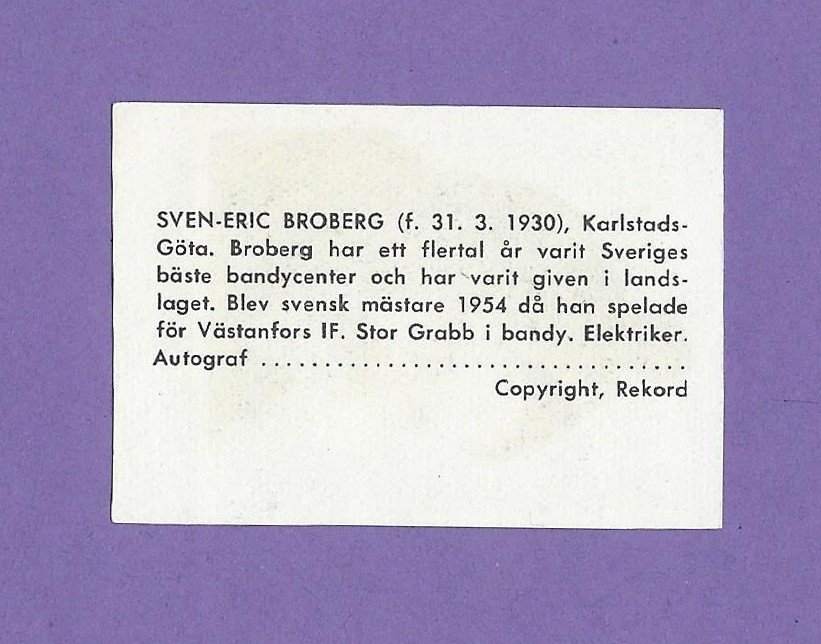 SVEN-ERIC BROBERG (f. 31. 3. 1930), Karlstads-
Göta. Broberg har ett flertal år varit Sveriges
bäste bandycenter och har varit given i lands-
laget. Blev svensk mästare 1954 då han spelade
för Västanfors IF. Stor Grabb i bandy. Elektriker.
Autograf ..................................
Copyright, Rekord